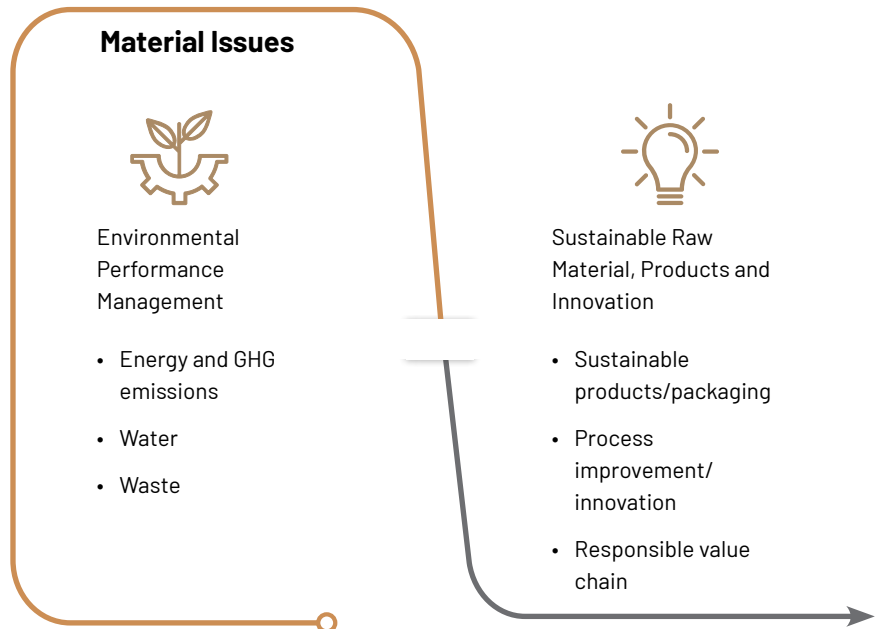 Material Issues
Environmental
Performance
Management
• Energy and GHG
emissions
• Water
• Waste
Sustainable Raw
Material, Products and
Innovation
• Sustainable
products/packaging
• Process
improvement/
innovation
• Responsible value
chain